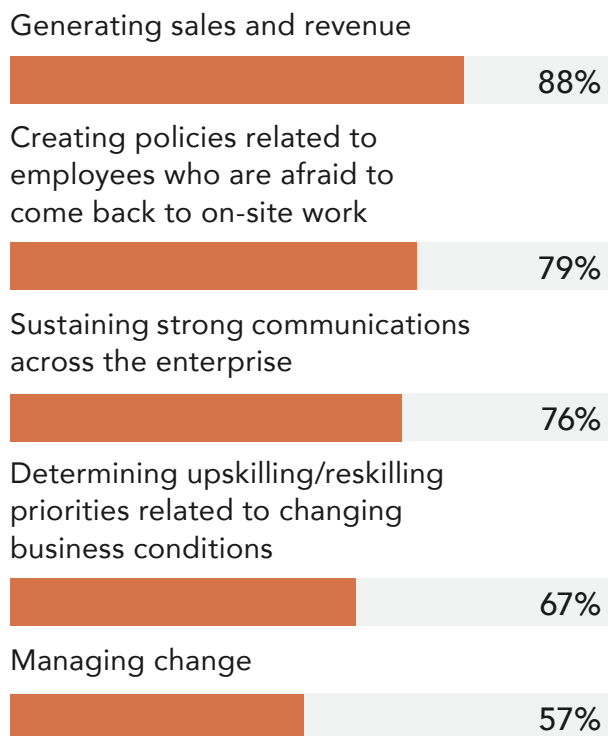 Generating sales and revenue
88%
Creating policies related to
employees who are afraid to
come back to on-site work
79%
Sustaining strong communications
across the enterprise
76%
Determining upskilling/reskilling
priorities related to changing
business conditions
67%
Managing change
57%